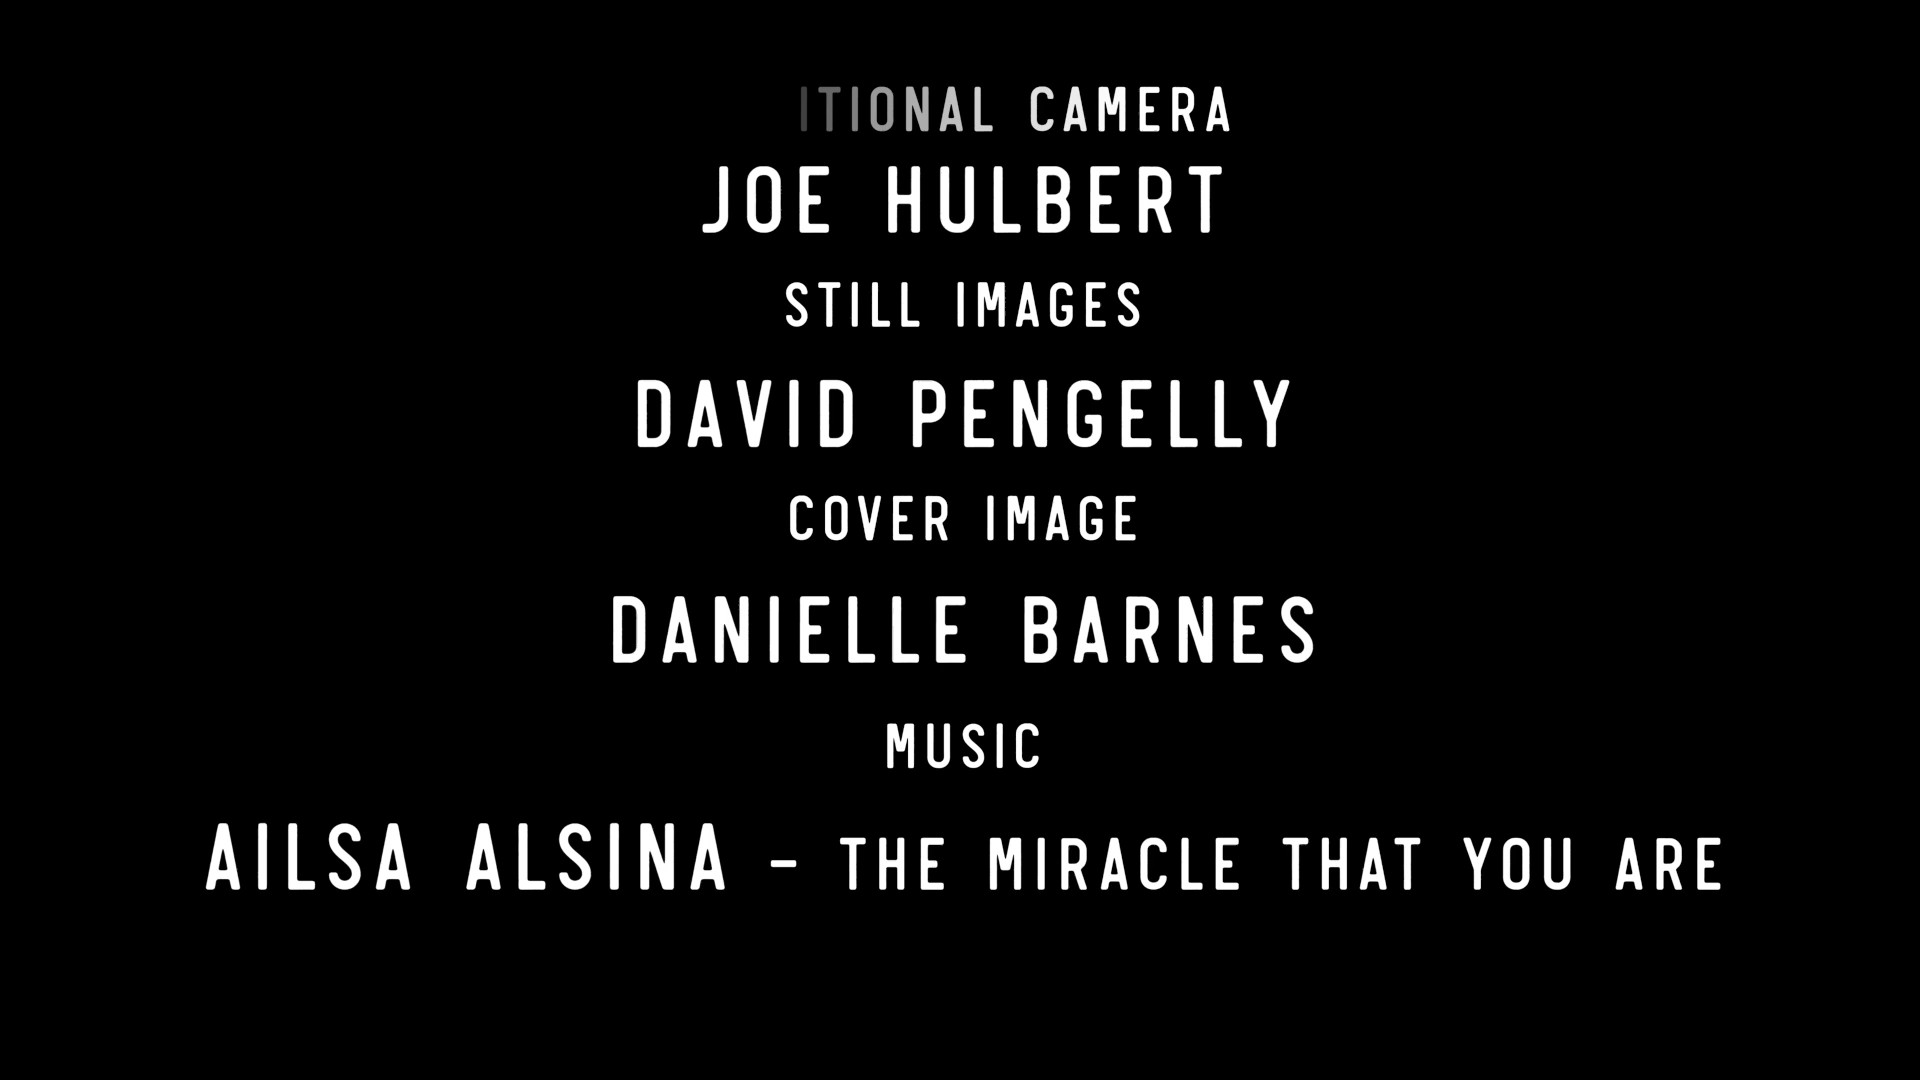 ITIONAL CAMERA
JOE HULBERT
STILL IMAGES
DAVID PENGELLY
COVER IMAGE
DANIELLE BARNES
MUSIC
AILSA ALSINA - THE MIRACLE THAT YOU ARE